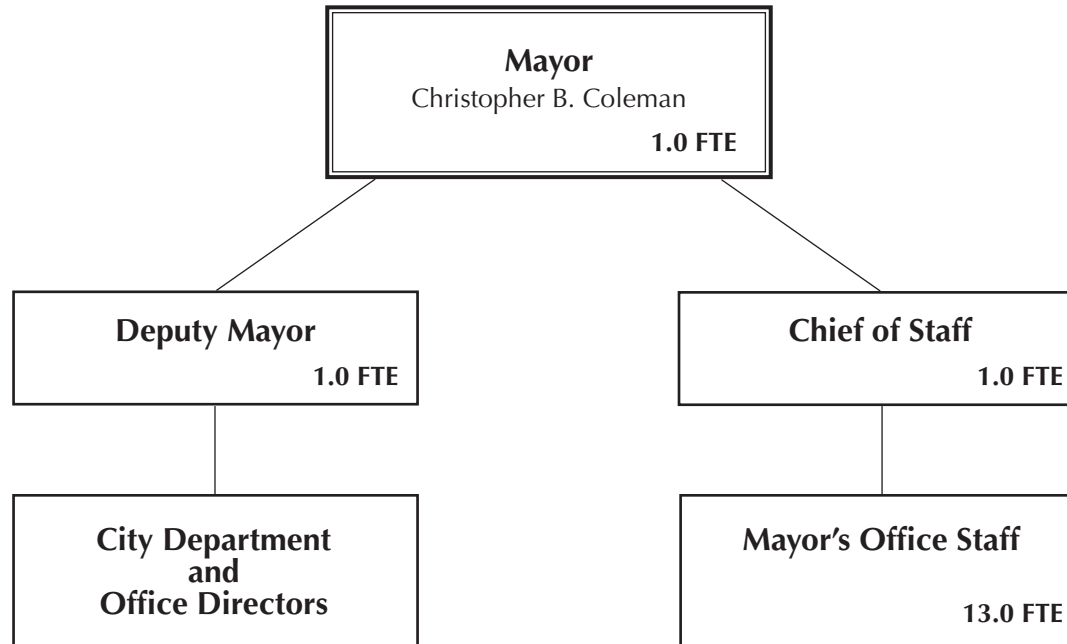 Mayor
Christopher B. Coleman
1.0 FTE
Deputy Mayor
1.0 FTE
Chief of Staff
1.0 FTE
City Department
and
Office Directors
Mayor’s Office Staff
13.0 FTE